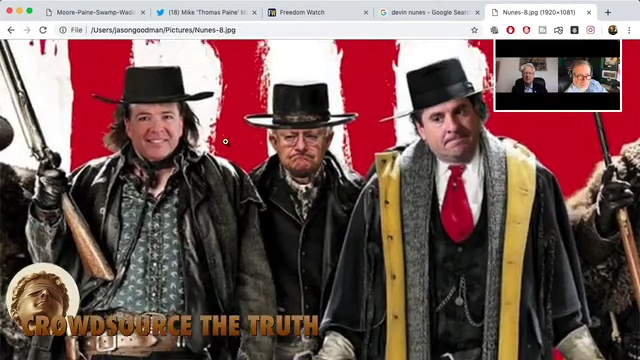 Moore-Paine-Swamp-Wad
(18) Mike 'Thomas Paine' M
Freedom Watch
devin nunes - Google Sear
Nunes-8.jpg (1920×1081)
File
/Users/jasongoodman/Pictures/Nunes-8.jpg
CROWDSOURCE THE TRUTH